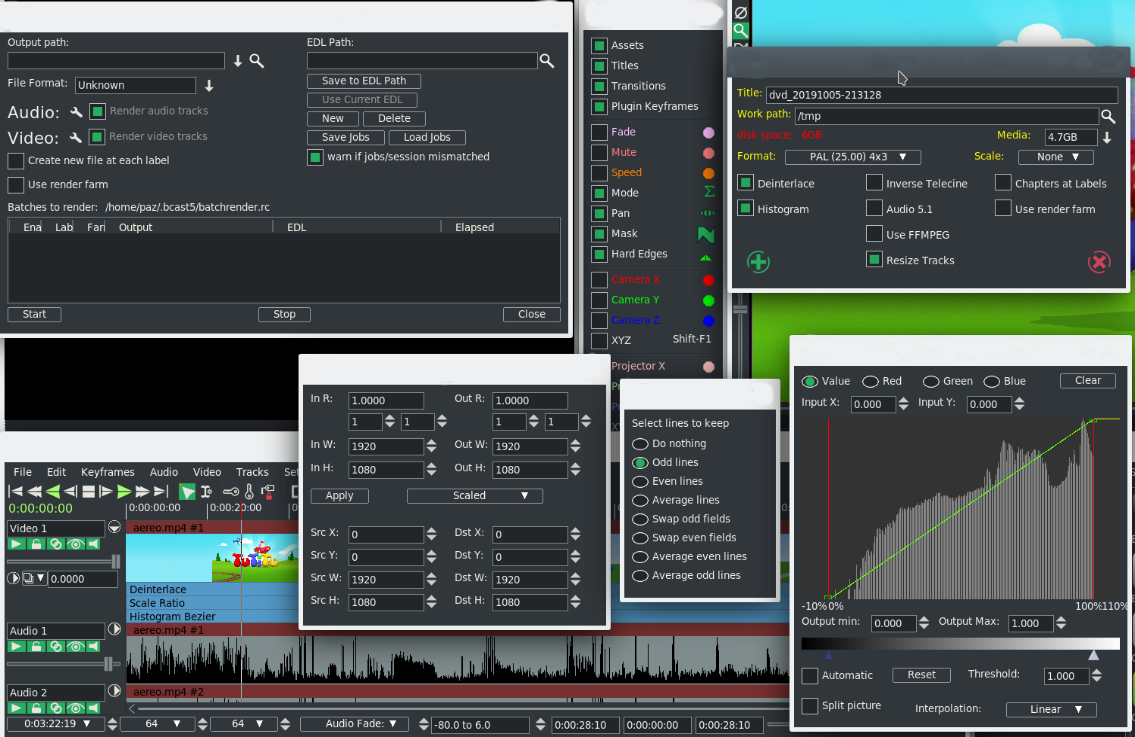 Output path:
EDL Path:
File Format: Unknown
Save to EDL Path
Use Current EDL
Audio: Render audio tracks
New Delete
Video: Render video tracks
Save Jobs Load Jobs
Create new file at each label
warn if jobs/session mismatched
Use render farm
Batches to render: /home/paz/.bcast5/batchrender.rc
Ena Lab Far Output EDL Elapsed
Start Stop Close
Assets
Titles
Transitions
Plugin Keyframes
Fade
Mute
Speed
Mode
Pan
Mask
Hard Edges
Camera X
Camera Y
Camera Z
XYZ Shift-F1
Projector X
Title: dvd_20191005-213128
Work path: /tmp
disk space: 6GB Media: 4.7GB
Format: PAL (25.00) 4x3 Scale: None
Deinterlace Inverse Telecine Chapters at Labels
Histogram Audio 5.1 Use render farm
Use FFMPEG
Resize Tracks
In R: 1.0000 Out R: 1.0000
1 1 1 1
In W: 1920 Out W: 1920
In H: 1080 Out H: 1080
Apply Scaled
Src X: 0 Dst X: 0
Src Y: 0 Dst Y: 0
Src W: 1920 Dst W: 1920
Src H: 1080 Dst H: 1080
Select lines to keep
Do nothing
Odd lines
Even lines
Average lines
Swap odd fields
Swap even fields
Average even lines
Average odd lines
Value Red Green Blue Clear
Input X: 0.000 Input Y: 0.000
-10% 0% 100% 110%
Output min: 0.000 Output Max: 1.000
Automatic Reset Threshold: 1.000
Split picture Interpolation: Linear
File Edit Keyframes Audio Video Tracks Se
0:00:00:00 0:00:00:00 0:00:20:00
Video 1 aereo.mp4 #1
TuTiTu
0.0000
Deinterlace
Scale Ratio
Histogram Bezier
Audio 1 aereo.mp4 #1
Audio 2 aereo.mp4 #2
0:03:22:19 64 64 Audio Fade: -80.0 to 6.0 0:00:28:10 0:00:00:00 0:00:28:10